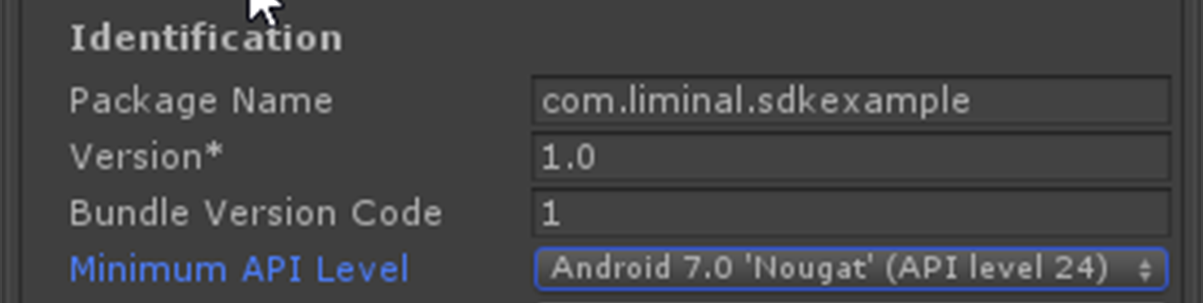 Identification
Package Name com.liminal.sdkexample
Version* 1.0
Bundle Version Code 1
Minimum API Level Android 7.0 'Nougat' (API level 24)